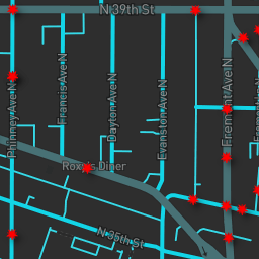 N 39th St
Phinney Ave N
Francis Ave N
Dayton Ave N
Evanston Ave N
Fremont Ave N
Roxy's Diner
N 35th St